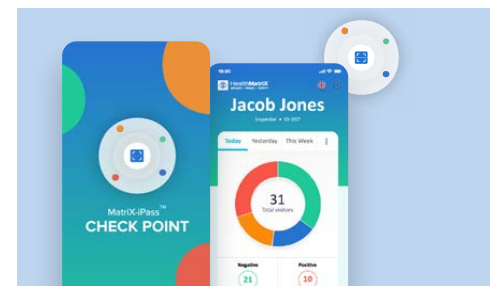 MatriX-iPass™
CHECK POINT
HealthMatriX
Jacob Jones
Today Yesterday This Week
31
Total visitors
Negative Positive
21 10